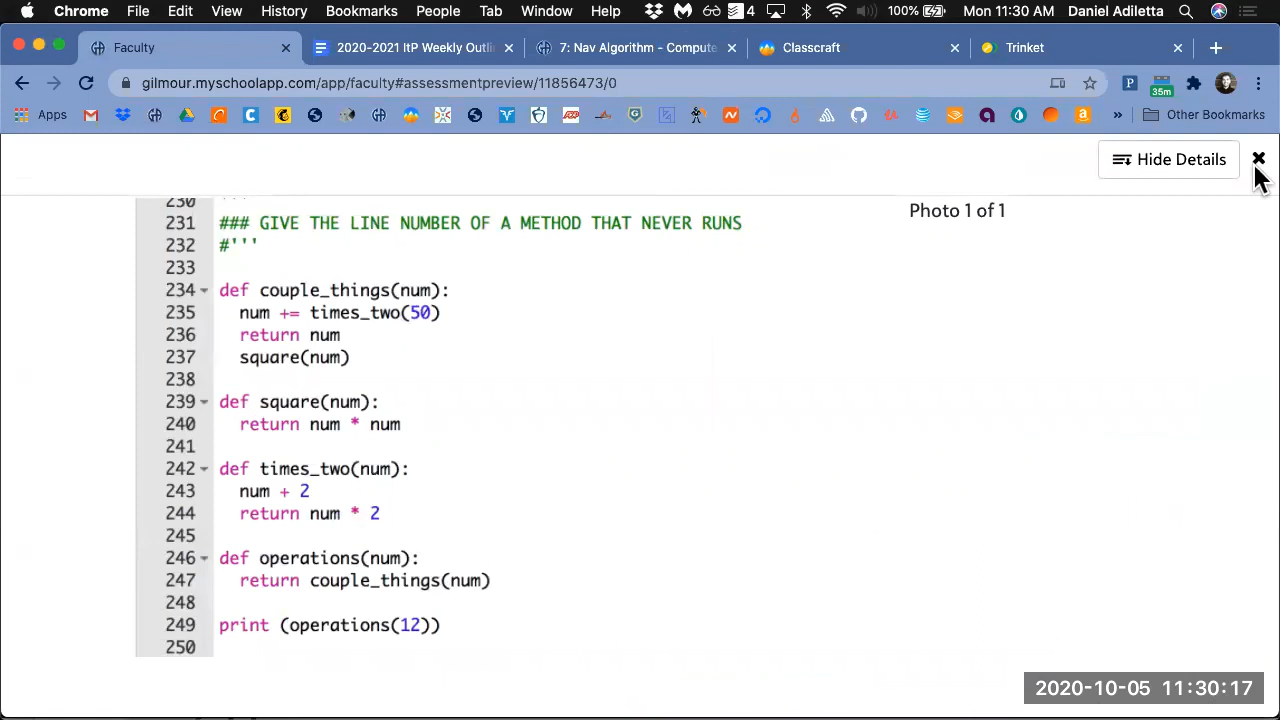 Chrome File Edit View History Bookmarks People Tab Window Help 4 100% Mon 11:30 AM Daniel Adiletta
Faculty 2020-2021 ItP Weekly Outlin 7: Nav Algorithm - Compute Classcraft Trinket
gilmour.myschoolapp.com/app/faculty#assessmentpreview/11856473/0
35m
Apps » Other Bookmarks
Hide Details
Photo 1 of 1
230 '''
231 ### GIVE THE LINE NUMBER OF A METHOD THAT NEVER RUNS
232 #'''
233
234 def couple_things(num):
235 num += times_two(50)
236 return num
237 square(num)
238
239 def square(num):
240 return num * num
241
242 def times_two(num):
243 num + 2
244 return num * 2
245
246 def operations(num):
247 return couple_things(num)
248
249 print (operations(12))
250
2020-10-05 11:30:17